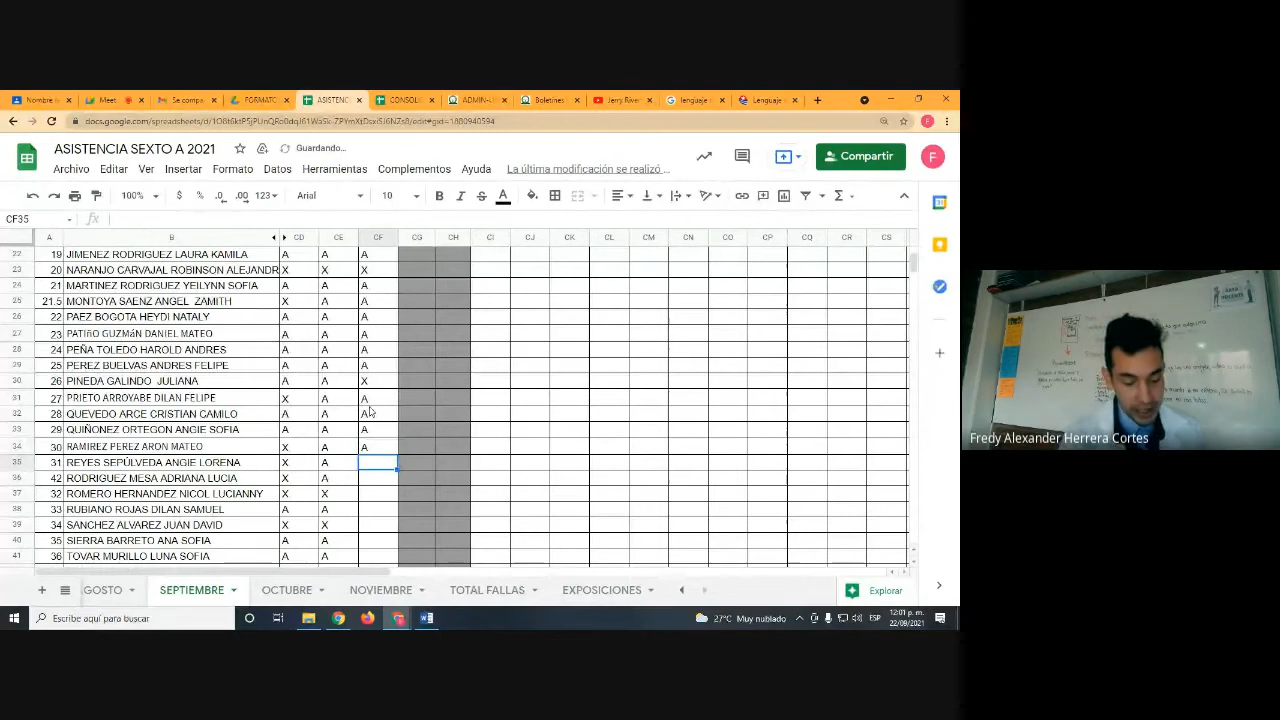 Nombre
Meet
Se compa
FORMATO
ASISTENC
CONSOL
ADMIN-U
Boletines
Jerry River
lenguaje
Lenguaje
ASISTENCIA SEXTO A 2021
Guardando...
Compartir
F
Archivo Editar Ver Insertar Formato Datos Herramientas Complementos Ayuda La última modificación se realizó ...
100% $ % .0 .00 123 Arial 10 B I S A
CF35 fx
A B CD CE CF CG CH CI CJ CK CL CM CN CO CP CQ CR CS
22 19 JIMENEZ RODRIGUEZ LAURA KAMILA A A A
23 20 NARANJO CARVAJAL ROBINSON ALEJANDR X X X
24 21 MARTINEZ RODRIGUEZ YEILYNN SOFIA A A A
25 21.5 MONTOYA SAENZ ANGEL ZAMITH X A A
26 22 PAEZ BOGOTA HEYDI NATALY A A A
27 23 PATIñO GUZMáN DANIEL MATEO A A A
28 24 PEÑA TOLEDO HAROLD ANDRES A A A
29 25 PEREZ BUELVAS ANDRES FELIPE A A A
30 26 PINEDA GALINDO JULIANA A A X
31 27 PRIETO ARROYABE DILAN FELIPE X A A
32 28 QUEVEDO ARCE CRISTIAN CAMILO A A A
33 29 QUIÑONEZ ORTEGON ANGIE SOFIA A A A
34 30 RAMIREZ PEREZ ARON MATEO X A A
35 31 REYES SEPÚLVEDA ANGIE LORENA X A
36 42 RODRIGUEZ MESA ADRIANA LUCIA X A
37 32 ROMERO HERNANDEZ NICOL LUCIANNY X X
38 33 RUBIANO ROJAS DILAN SAMUEL A A
39 34 SANCHEZ ALVAREZ JUAN DAVID X X
40 35 SIERRA BARRETO ANA SOFIA A A
41 36 TOVAR MURILLO LUNA SOFIA A A
GOSTO SEPTIEMBRE OCTUBRE NOVIEMBRE TOTAL FALLAS EXPOSICIONES Explorar
Escribe aquí para buscar
27°C Muy nublado
ESP
12:01 p. m.
22/09/2021
Fredy Alexander Herrera Cortes